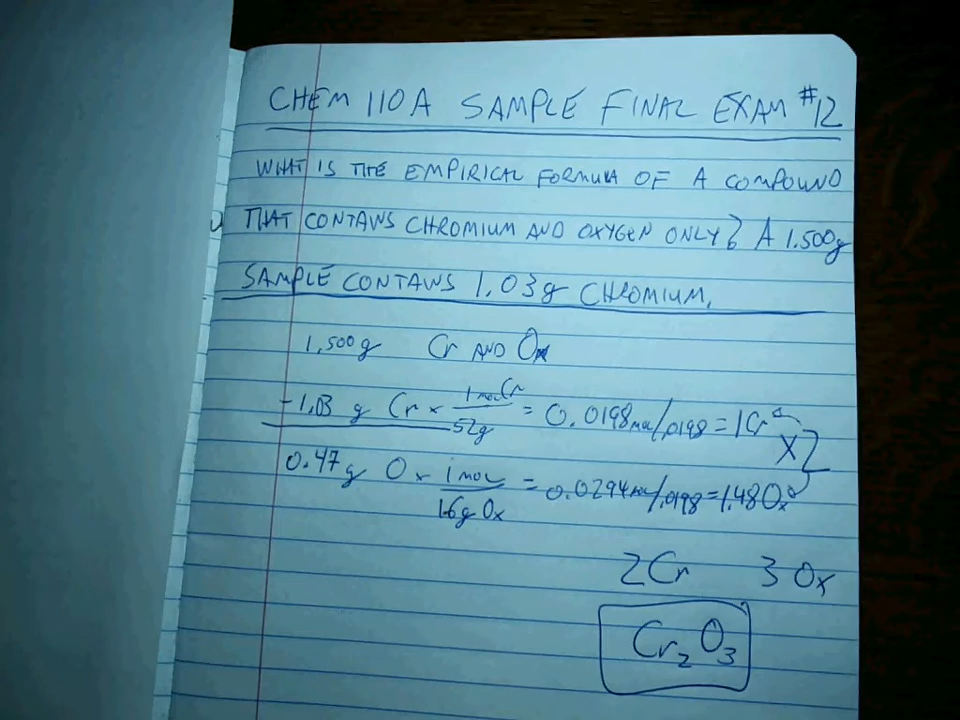 CHEM 110A SAMPLE FINAL EXAM #12
WHAT IS THE EMPIRICAL FORMULA OF A COMPOUND
THAT CONTAINS CHROMIUM AND OXYGEN ONLY? A 1.500g
SAMPLE CONTAINS 1.03g CHROMIUM.
1.500g Cr AND Ox
-1.03 g Cr × 1 mol Cr / 52g = 0.0198 mol/.0198 = 1 Cr
×2
0.47g O × 1 mol / 16g Ox = 0.0294 mol/.0198 = 1.48 Ox
2Cr 3 Ox
Cr₂O₃